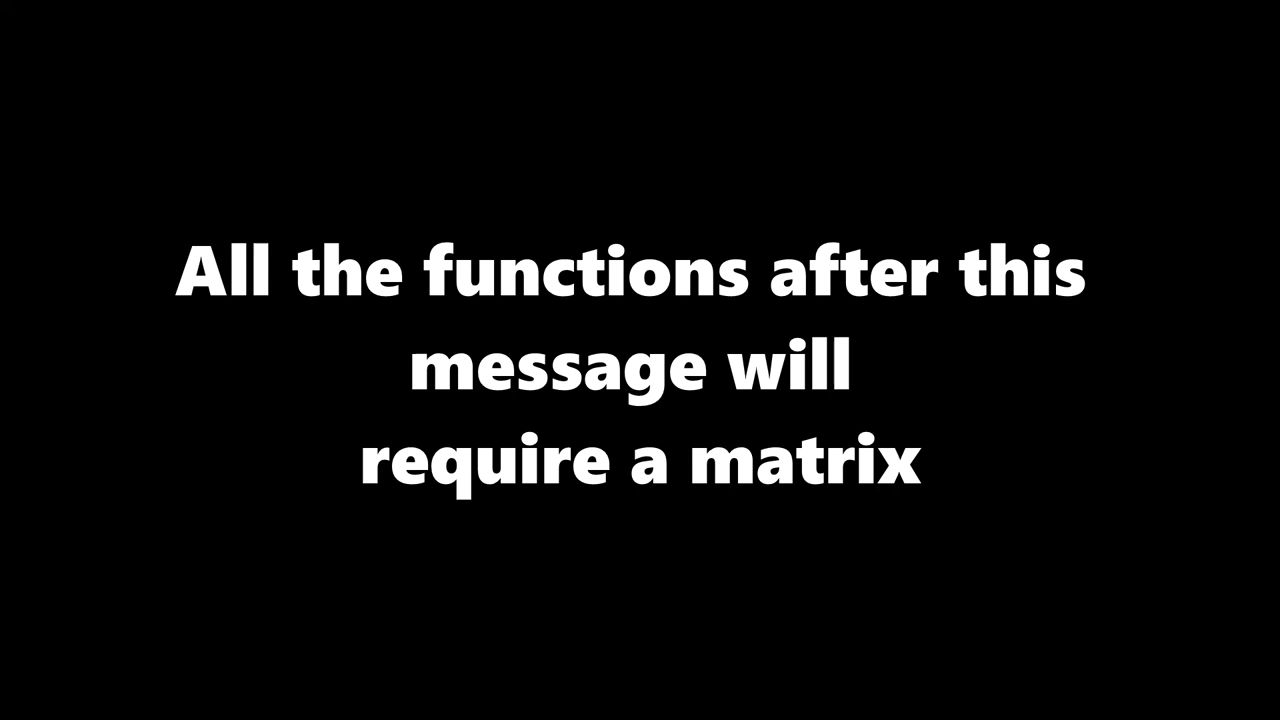 All the functions after this
message will
require a matrix